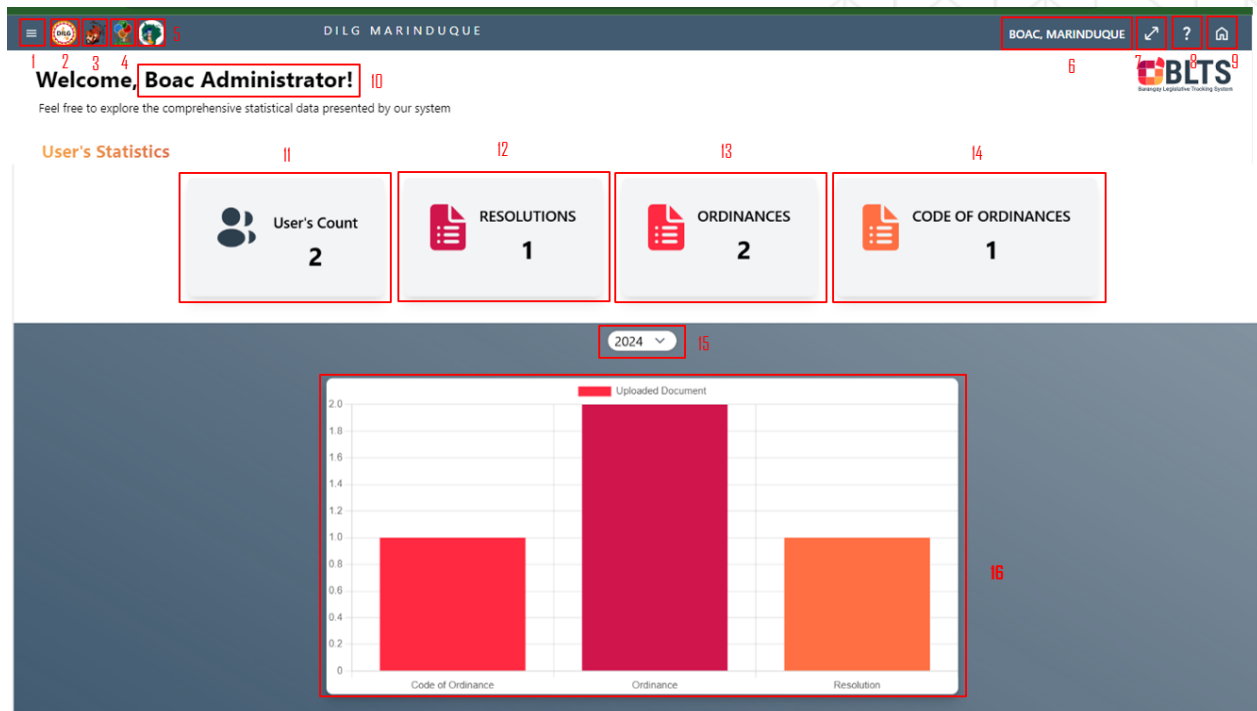 DILG
5
DILG MARINDUQUE
BOAC, MARINDUQUE
?
1
2
3
4
6
7
8
9
Welcome, Boac Administrator!
10
BLTS
Barangay Legislative Trucking System
Feel free to explore the comprehensive statistical data presented by our system
User's Statistics
11
12
13
14
User's Count
2
RESOLUTIONS
1
ORDINANCES
2
CODE OF ORDINANCES
1
2024
15
Uploaded Document
2.0
1.8
1.6
1.4
1.2
1.0
0.8
0.6
0.4
0.2
0
16
Code of Ordinance
Ordinance
Resolution